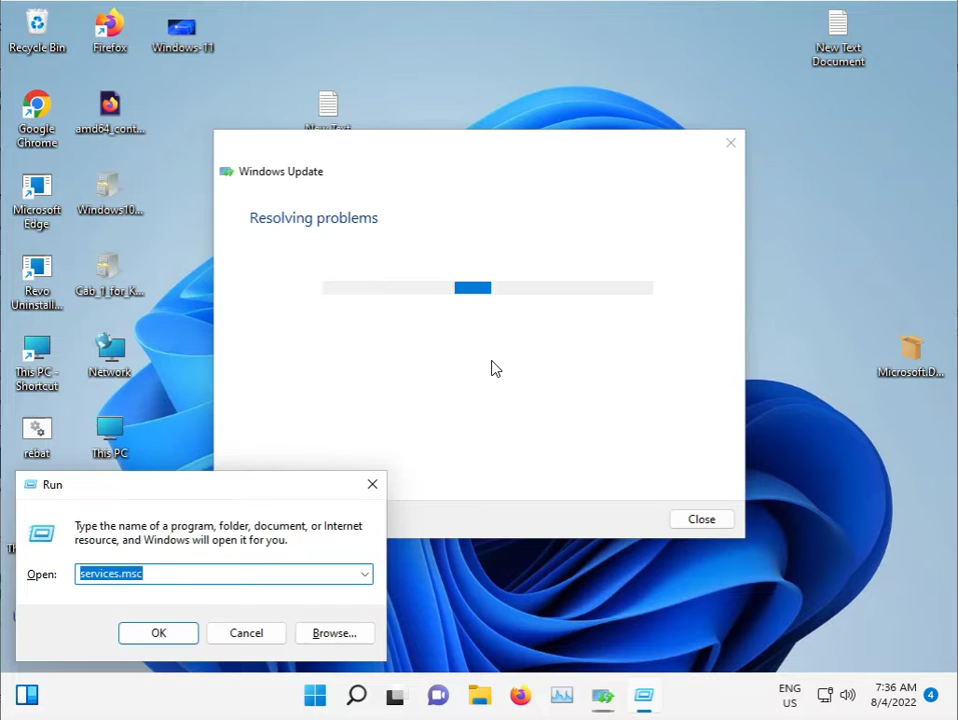 Recycle Bin
Firefox
Windows-11
New Text
Document
Google
Chrome
amd64_cont...
New Text
Microsoft
Edge
Windows10...
Revo
Uninstall...
Cab_1_for_K...
This PC -
Shortcut
Network
rebat
This PC
Microsoft.D...
Windows Update
Resolving problems
Close
Run
Type the name of a program, folder, document, or Internet
resource, and Windows will open it for you.
Open:
services.msc
OK
Cancel
Browse...
ENG
US
7:36 AM
8/4/2022
4